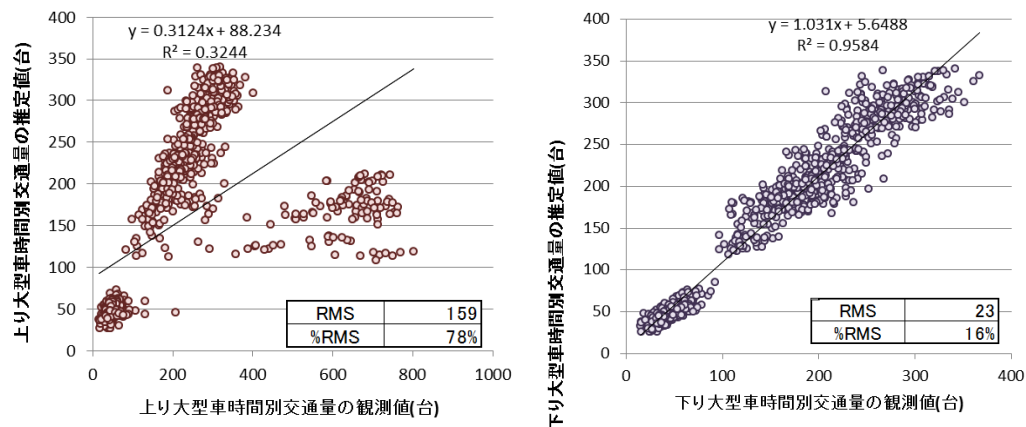 上り大型車時間別交通量の推定値(台)
y = 0.3124x + 88.234
R² = 0.3244
400
350
300
250
200
150
100
50
0
RMS 159
%RMS 78%
0 200 400 600 800 1000
上り大型車時間別交通量の観測値(台)
下り大型車時間別交通量の推定値(台)
y = 1.031x + 5.6488
R² = 0.9584
400
350
300
250
200
150
100
50
0
RMS 23
%RMS 16%
0 100 200 300 400
下り大型車時間別交通量の観測値(台)